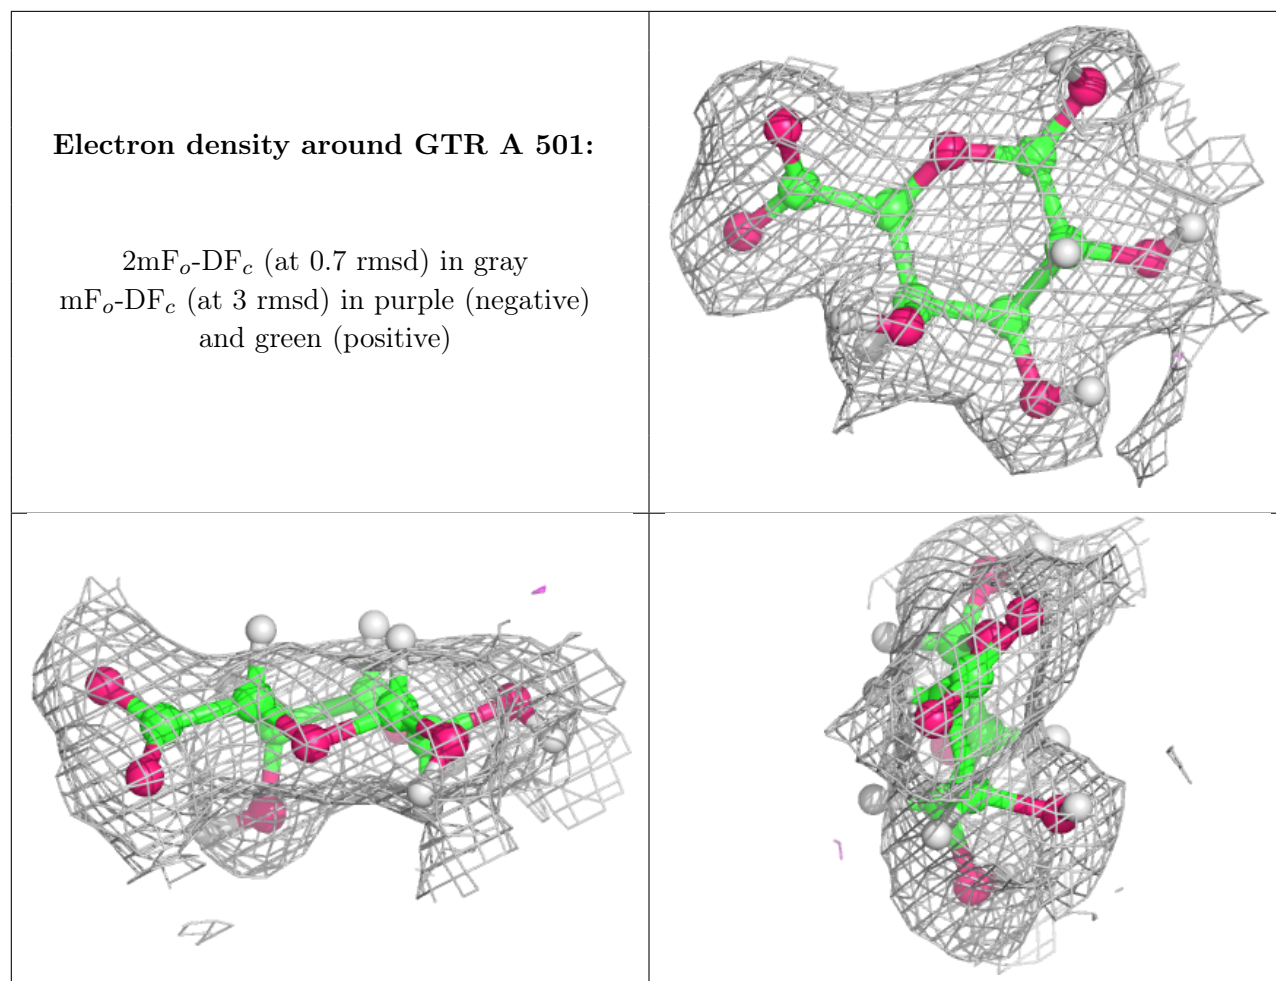 Electron density around GTR A 501:
2mFo-DFc (at 0.7 rmsd) in gray
mFo-DFc (at 3 rmsd) in purple (negative)
and green (positive)